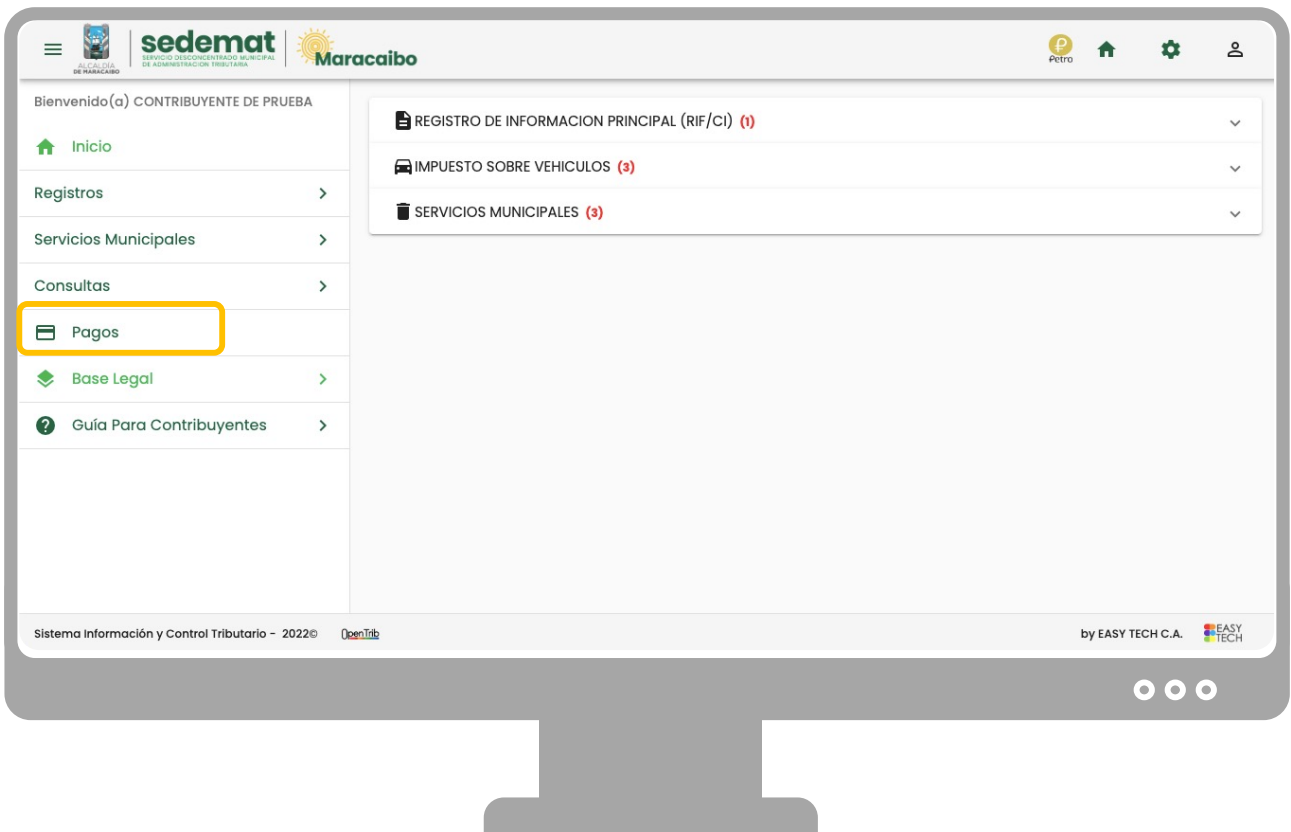 ALCALDÍA
DE MARACAIBO
sedemat
SERVICIO DESCONCENTRADO MUNICIPAL
DE ADMINISTRACION TRIBUTARIA
Maracaibo
Petro
Bienvenido(a) CONTRIBUYENTE DE PRUEBA
Inicio
Registros
Servicios Municipales
Consultas
Pagos
Base Legal
Guía Para Contribuyentes
REGISTRO DE INFORMACION PRINCIPAL (RIF/CI) (1)
IMPUESTO SOBRE VEHICULOS (3)
SERVICIOS MUNICIPALES (3)
Sistema Información y Control Tributario - 2022© OpenTrib
by EASY TECH C.A.
EASY
TECH